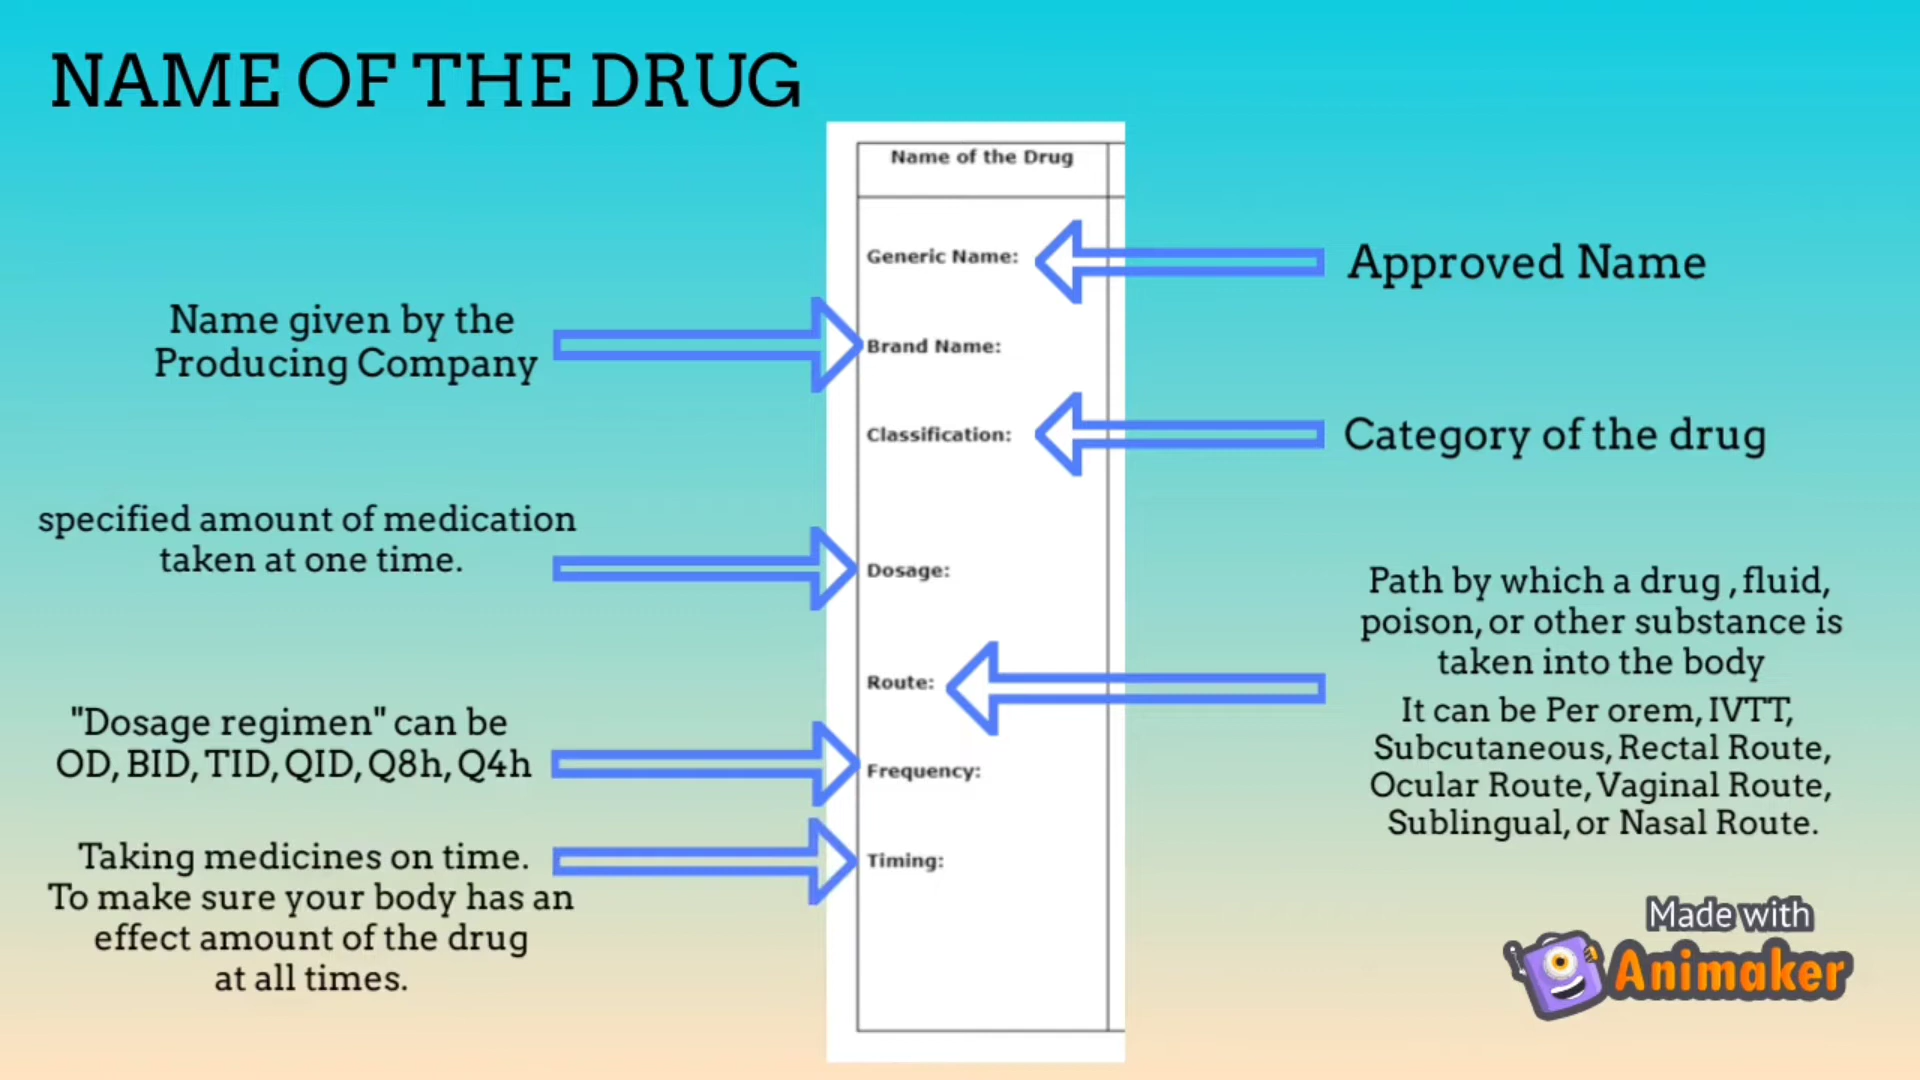 NAME OF THE DRUG
Name of the Drug
Generic Name:
Approved Name
Name given by the
Producing Company
Brand Name:
Classification:
Category of the drug
specified amount of medication
taken at one time.
Dosage:
Path by which a drug , fluid,
poison, or other substance is
taken into the body
It can be Per orem, IVTT,
Subcutaneous, Rectal Route,
Ocular Route, Vaginal Route,
Sublingual, or Nasal Route.
Route:
"Dosage regimen" can be
OD, BID, TID, QID, Q8h, Q4h
Frequency:
Taking medicines on time.
To make sure your body has an
effect amount of the drug
at all times.
Timing:
Made with
Animaker